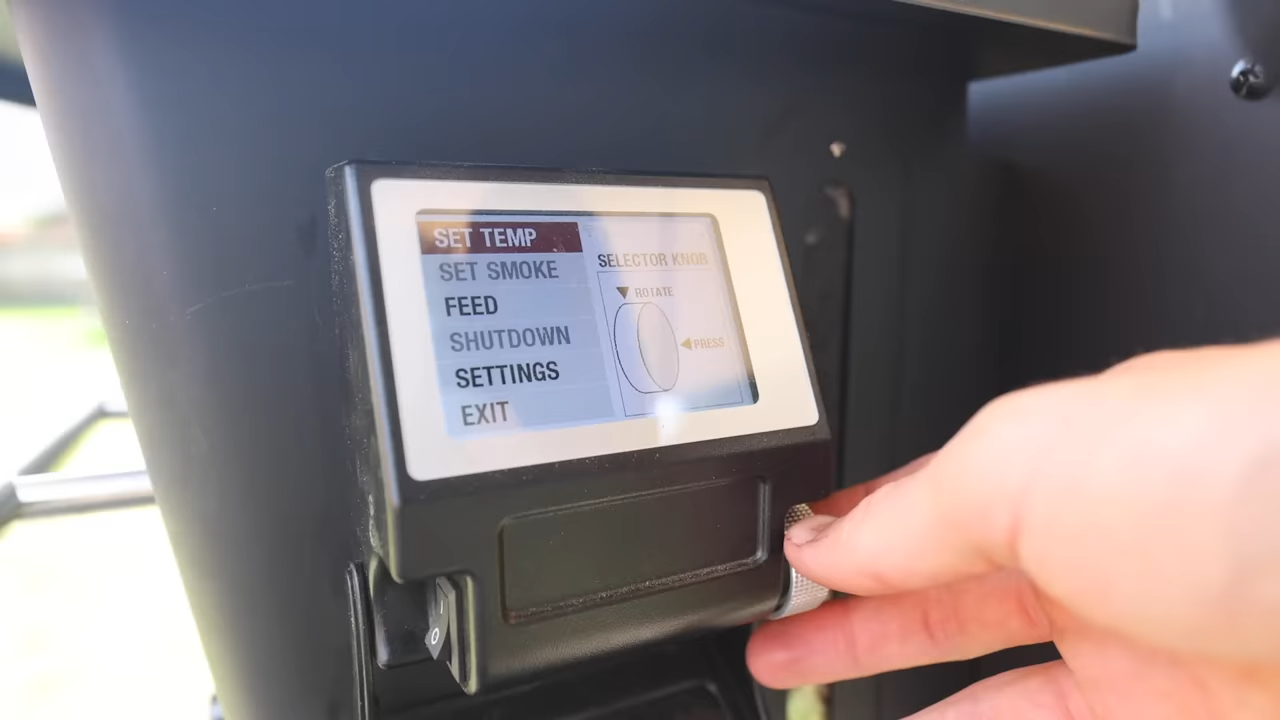 SET TEMP
SET SMOKE
FEED
SHUTDOWN
SETTINGS
EXIT
SELECTOR KNOB
ROTATE
PRESS